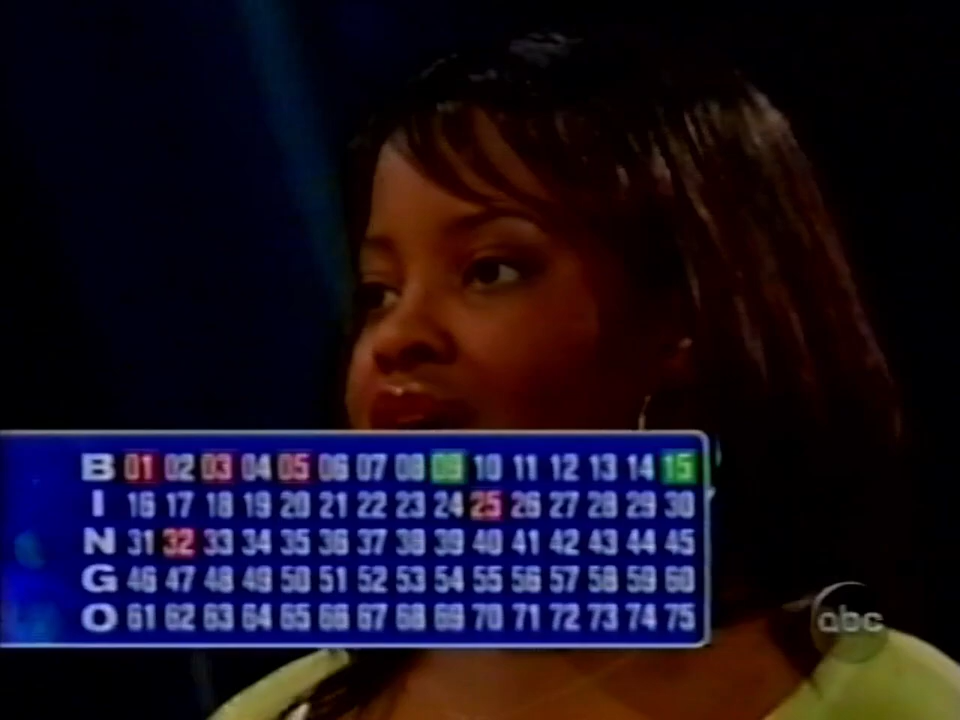 B 01 02 03 04 05 06 07 08 09 10 11 12 13 14 15
I 16 17 18 19 20 21 22 23 24 25 26 27 28 29 30
N 31 32 33 34 35 36 37 38 39 40 41 42 43 44 45
G 46 47 48 49 50 51 52 53 54 55 56 57 58 59 60
O 61 62 63 64 65 66 67 68 69 70 71 72 73 74 75
abc